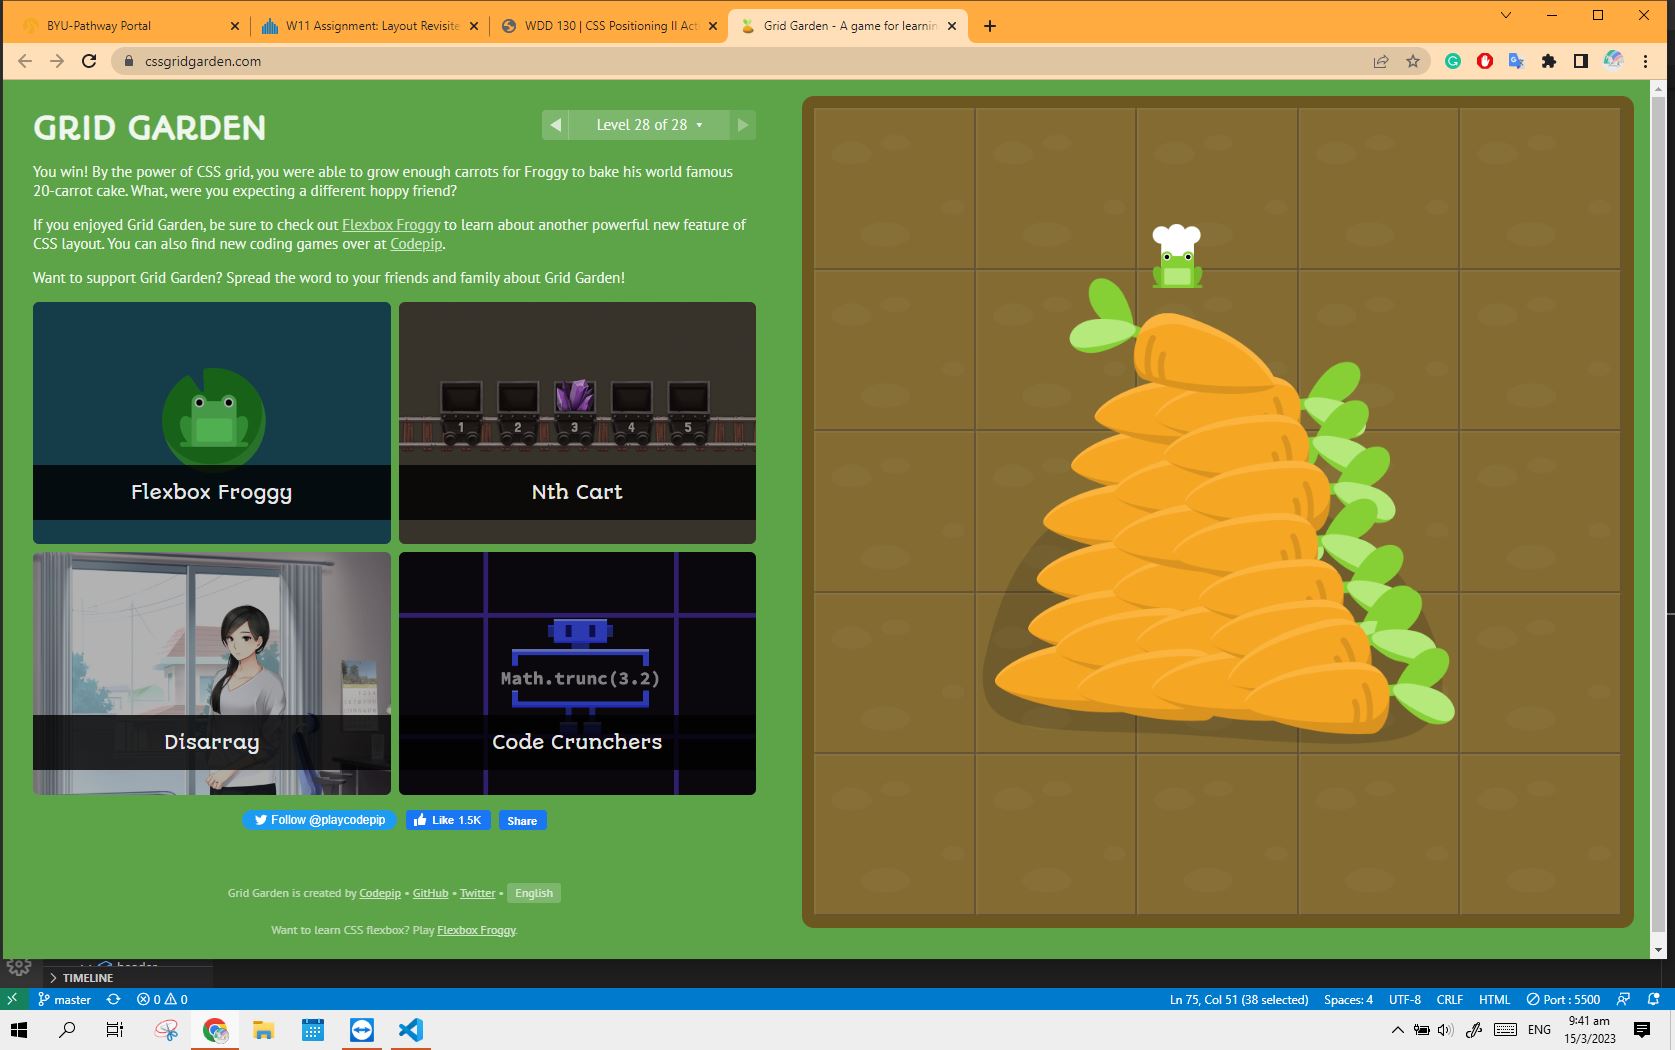 BYU-Pathway Portal
W11 Assignment: Layout Revisite
WDD 130 | CSS Positioning II Act
Grid Garden - A game for learnin
cssgridgarden.com
GRID GARDEN
Level 28 of 28
You win! By the power of CSS grid, you were able to grow enough carrots for Froggy to bake his world famous
20-carrot cake. What, were you expecting a different hoppy friend?
If you enjoyed Grid Garden, be sure to check out Flexbox Froggy to learn about another powerful new feature of
CSS layout. You can also find new coding games over at Codepip.
Want to support Grid Garden? Spread the word to your friends and family about Grid Garden!
Flexbox Froggy
1 2 3 4 5
Nth Cart
Disarray
Math.trunc(3.2)
Code Crunchers
Follow @playcodepip
Like 1.5K
Share
Grid Garden is created by Codepip • GitHub • Twitter • English
Want to learn CSS flexbox? Play Flexbox Froggy.
TIMELINE
master
0 0
Ln 75, Col 51 (38 selected)
Spaces: 4
UTF-8
CRLF
HTML
Port : 5500
ENG
9:41 am
15/3/2023